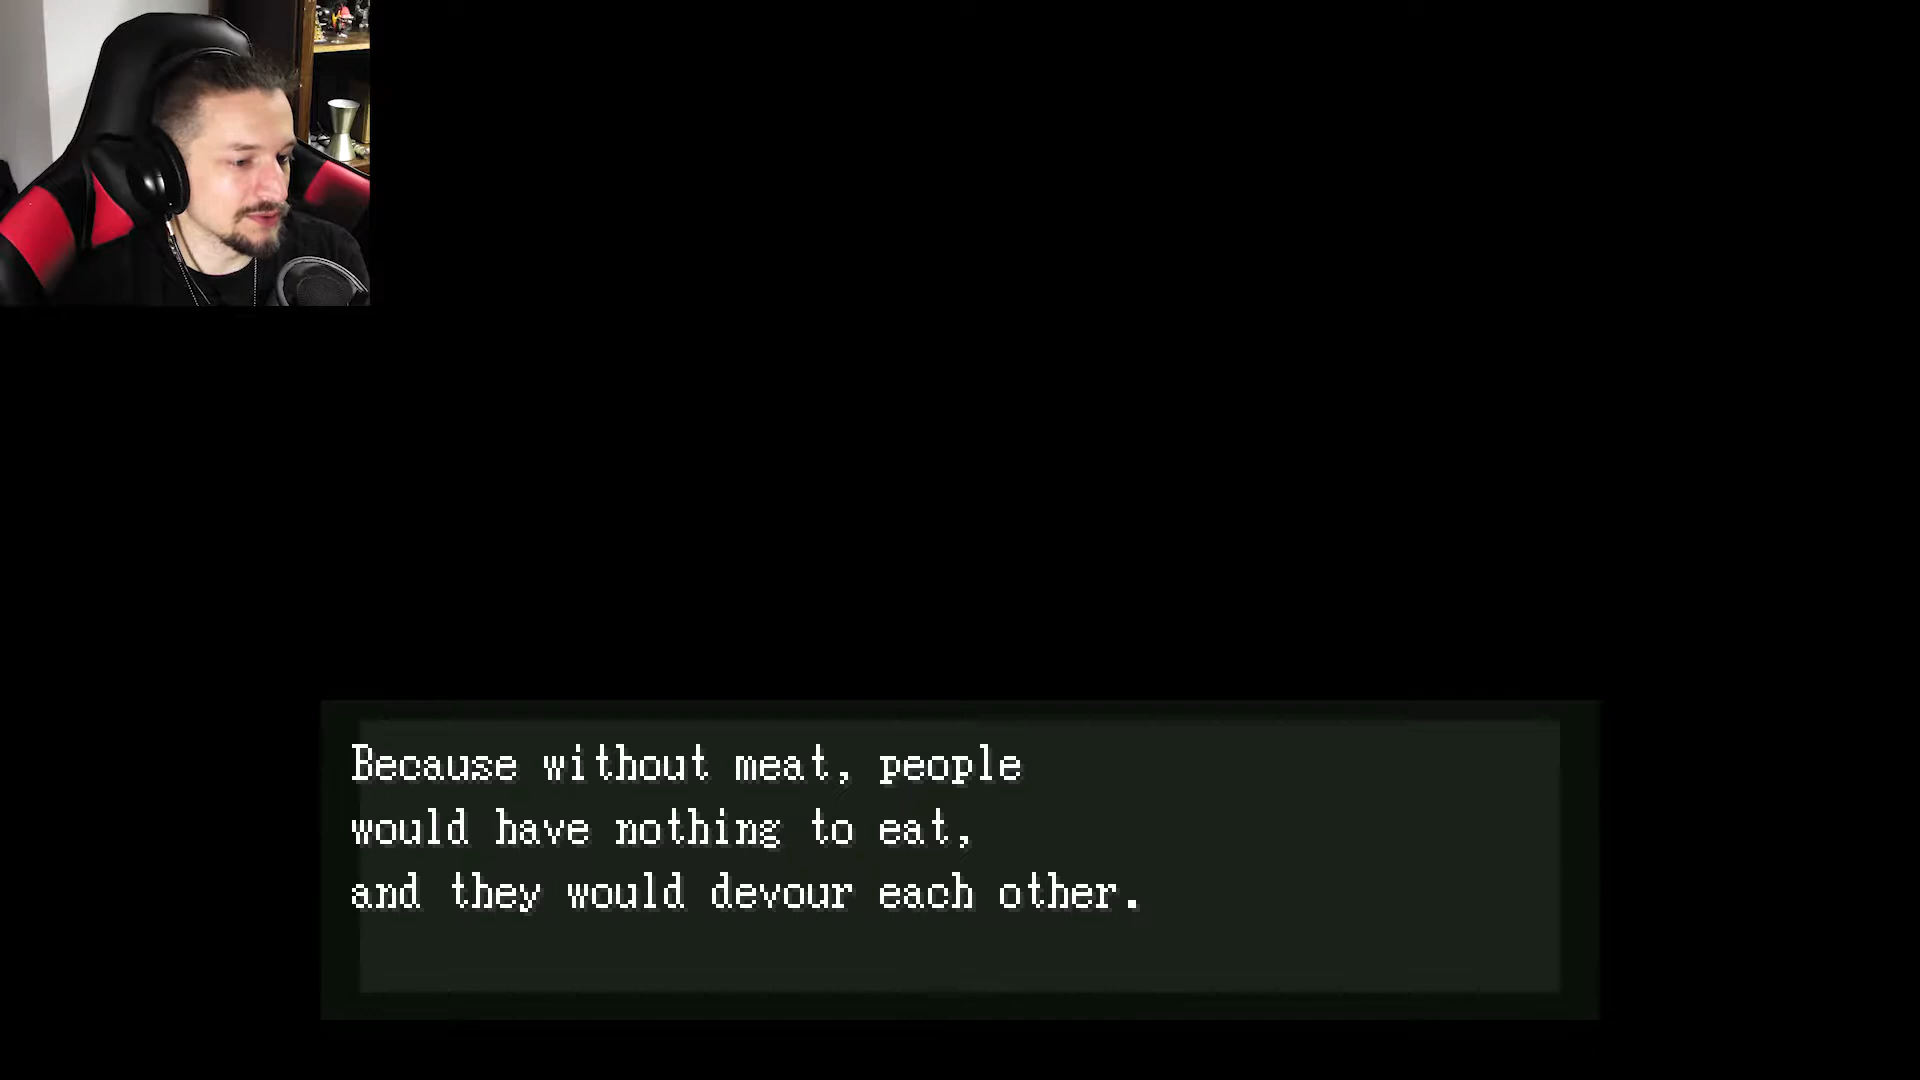 Because without meat, people
would have nothing to eat,
and they would devour each other.